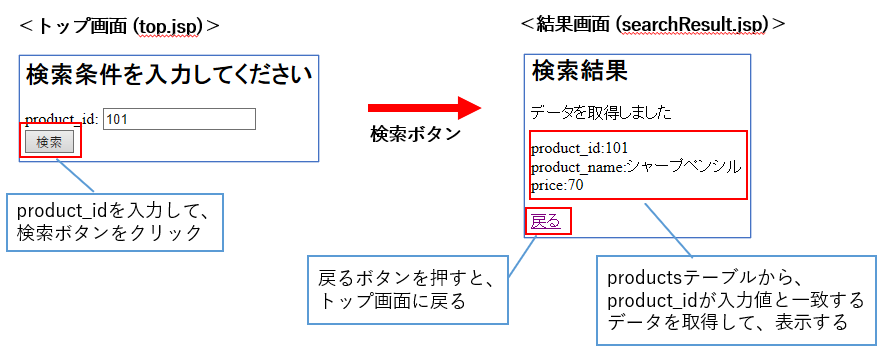 ＜トップ画面 (top.jsp)＞
検索条件を入力してください
product_id: 101
検索
product_idを入力して、
検索ボタンをクリック
検索ボタン
＜結果画面 (searchResult.jsp)＞
検索結果
データを取得しました
product_id:101
product_name:シャープペンシル
price:70
戻る
戻るボタンを押すと、
トップ画面に戻る
productsテーブルから、
product_idが入力値と一致する
データを取得して、表示する